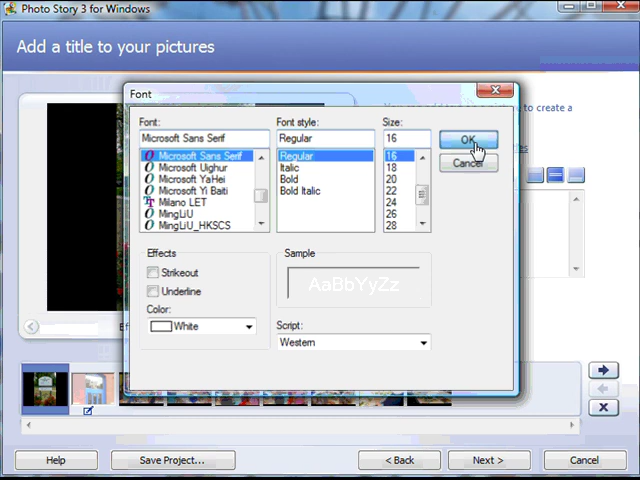 Photo Story 3 for Windows
Add a title to your pictures
to create a
Font
Font:
Font style:
Size:
Microsoft Sans Serif
Regular
16
OK
Cancel
Microsoft Sans Serif
Microsoft Uighur
Microsoft YaHei
Microsoft Yi Baiti
Milano LET
MingLiU
MingLiU_HKSCS
Regular
Italic
Bold
Bold Italic
16
18
20
22
24
26
28
Effects
Strikeout
Underline
Color:
White
Sample
AaBbYyZz
Script:
Western
Help
Save Project...
< Back
Next >
Cancel